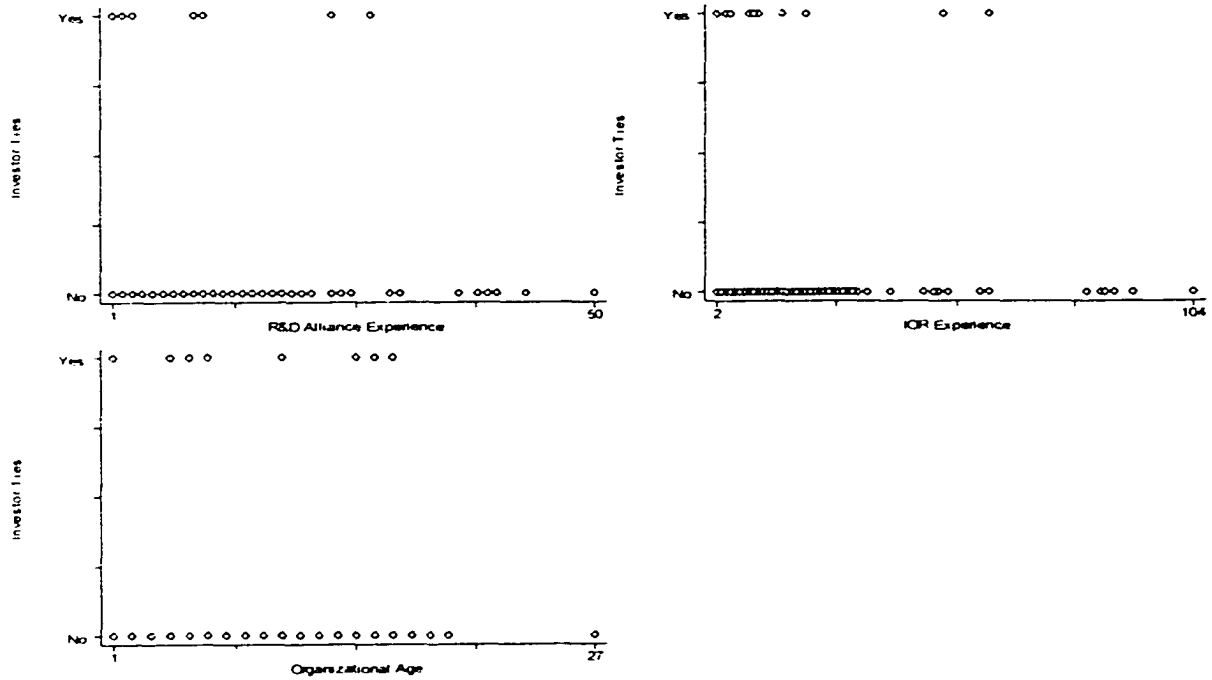 Yes
Investor Ties
No
1
50
R&D Alliance Experience
Yes
Investor Ties
No
2
104
IOR Experience
Yes
Investor Ties
No
1
27
Organizational Age